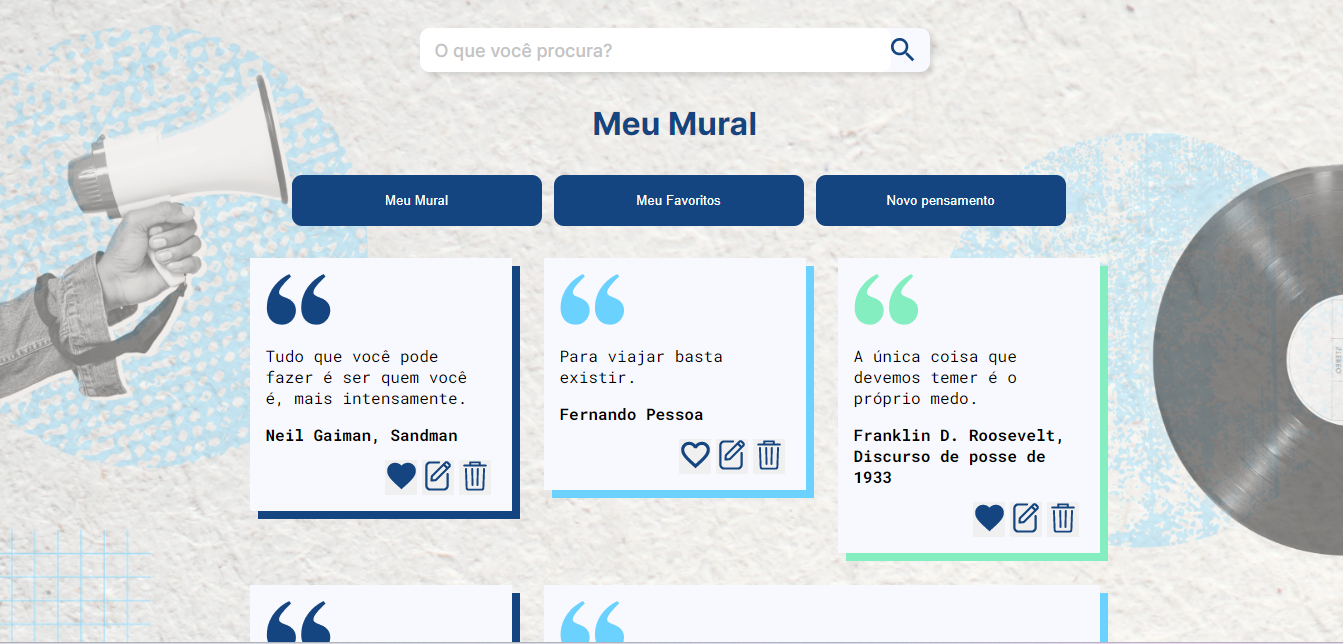 O que você procura?
Meu Mural
Meu Mural
Meu Favoritos
Novo pensamento
Tudo que você pode
fazer é ser quem você
é, mais intensamente.
Neil Gaiman, Sandman
Para viajar basta
existir.
Fernando Pessoa
A única coisa que
devemos temer é o
próprio medo.
Franklin D. Roosevelt,
Discurso de posse de
1933